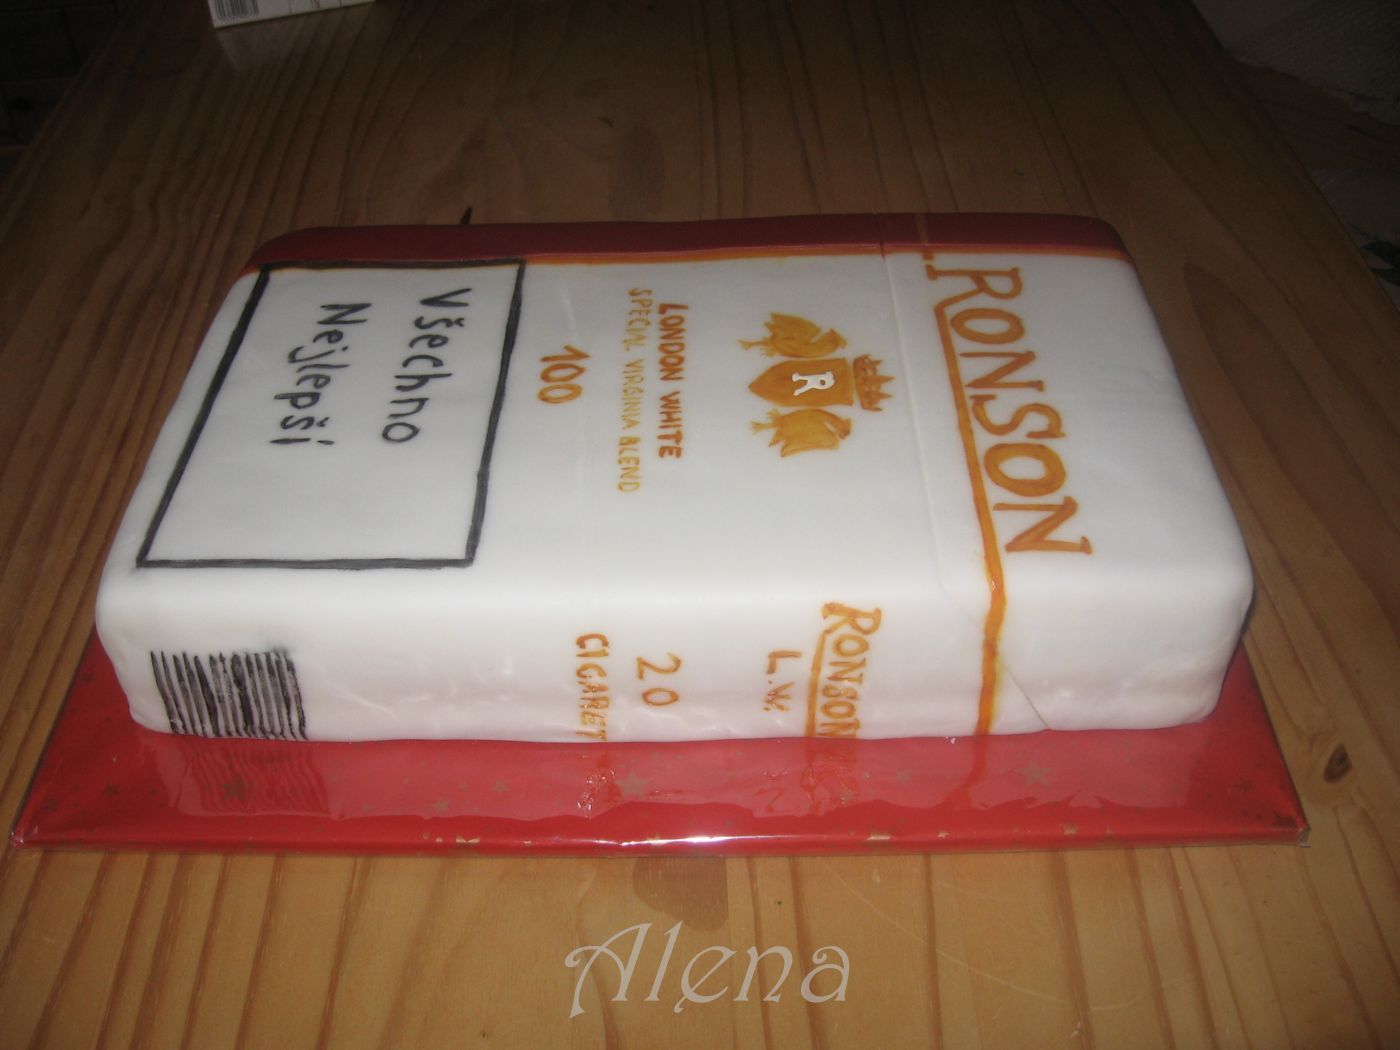 RONSON
R
LONDON WHITE
SPECIAL VIRGINIA BLEND
100
Všechno
Nejlepší
RONSON
L.W.
20
CIGARET
Alena